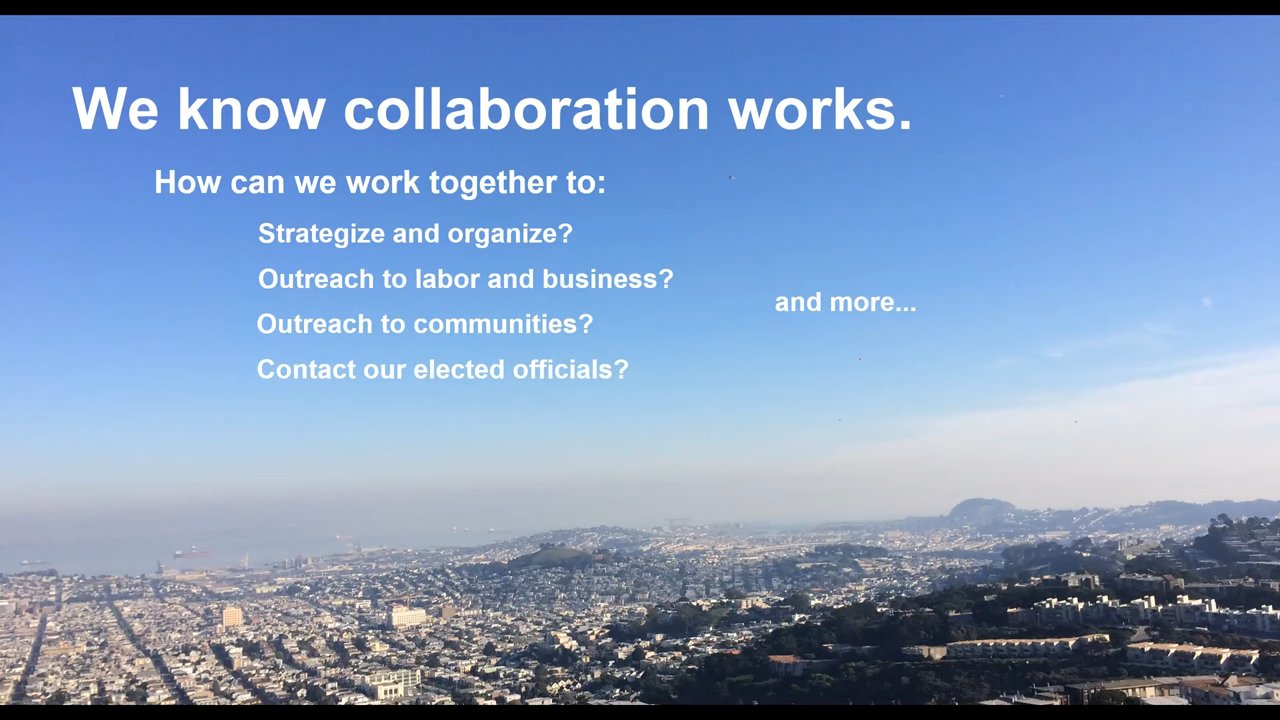 We know collaboration works.
How can we work together to:
Strategize and organize?
Outreach to labor and business?
and more...
Outreach to communities?
Contact our elected officials?